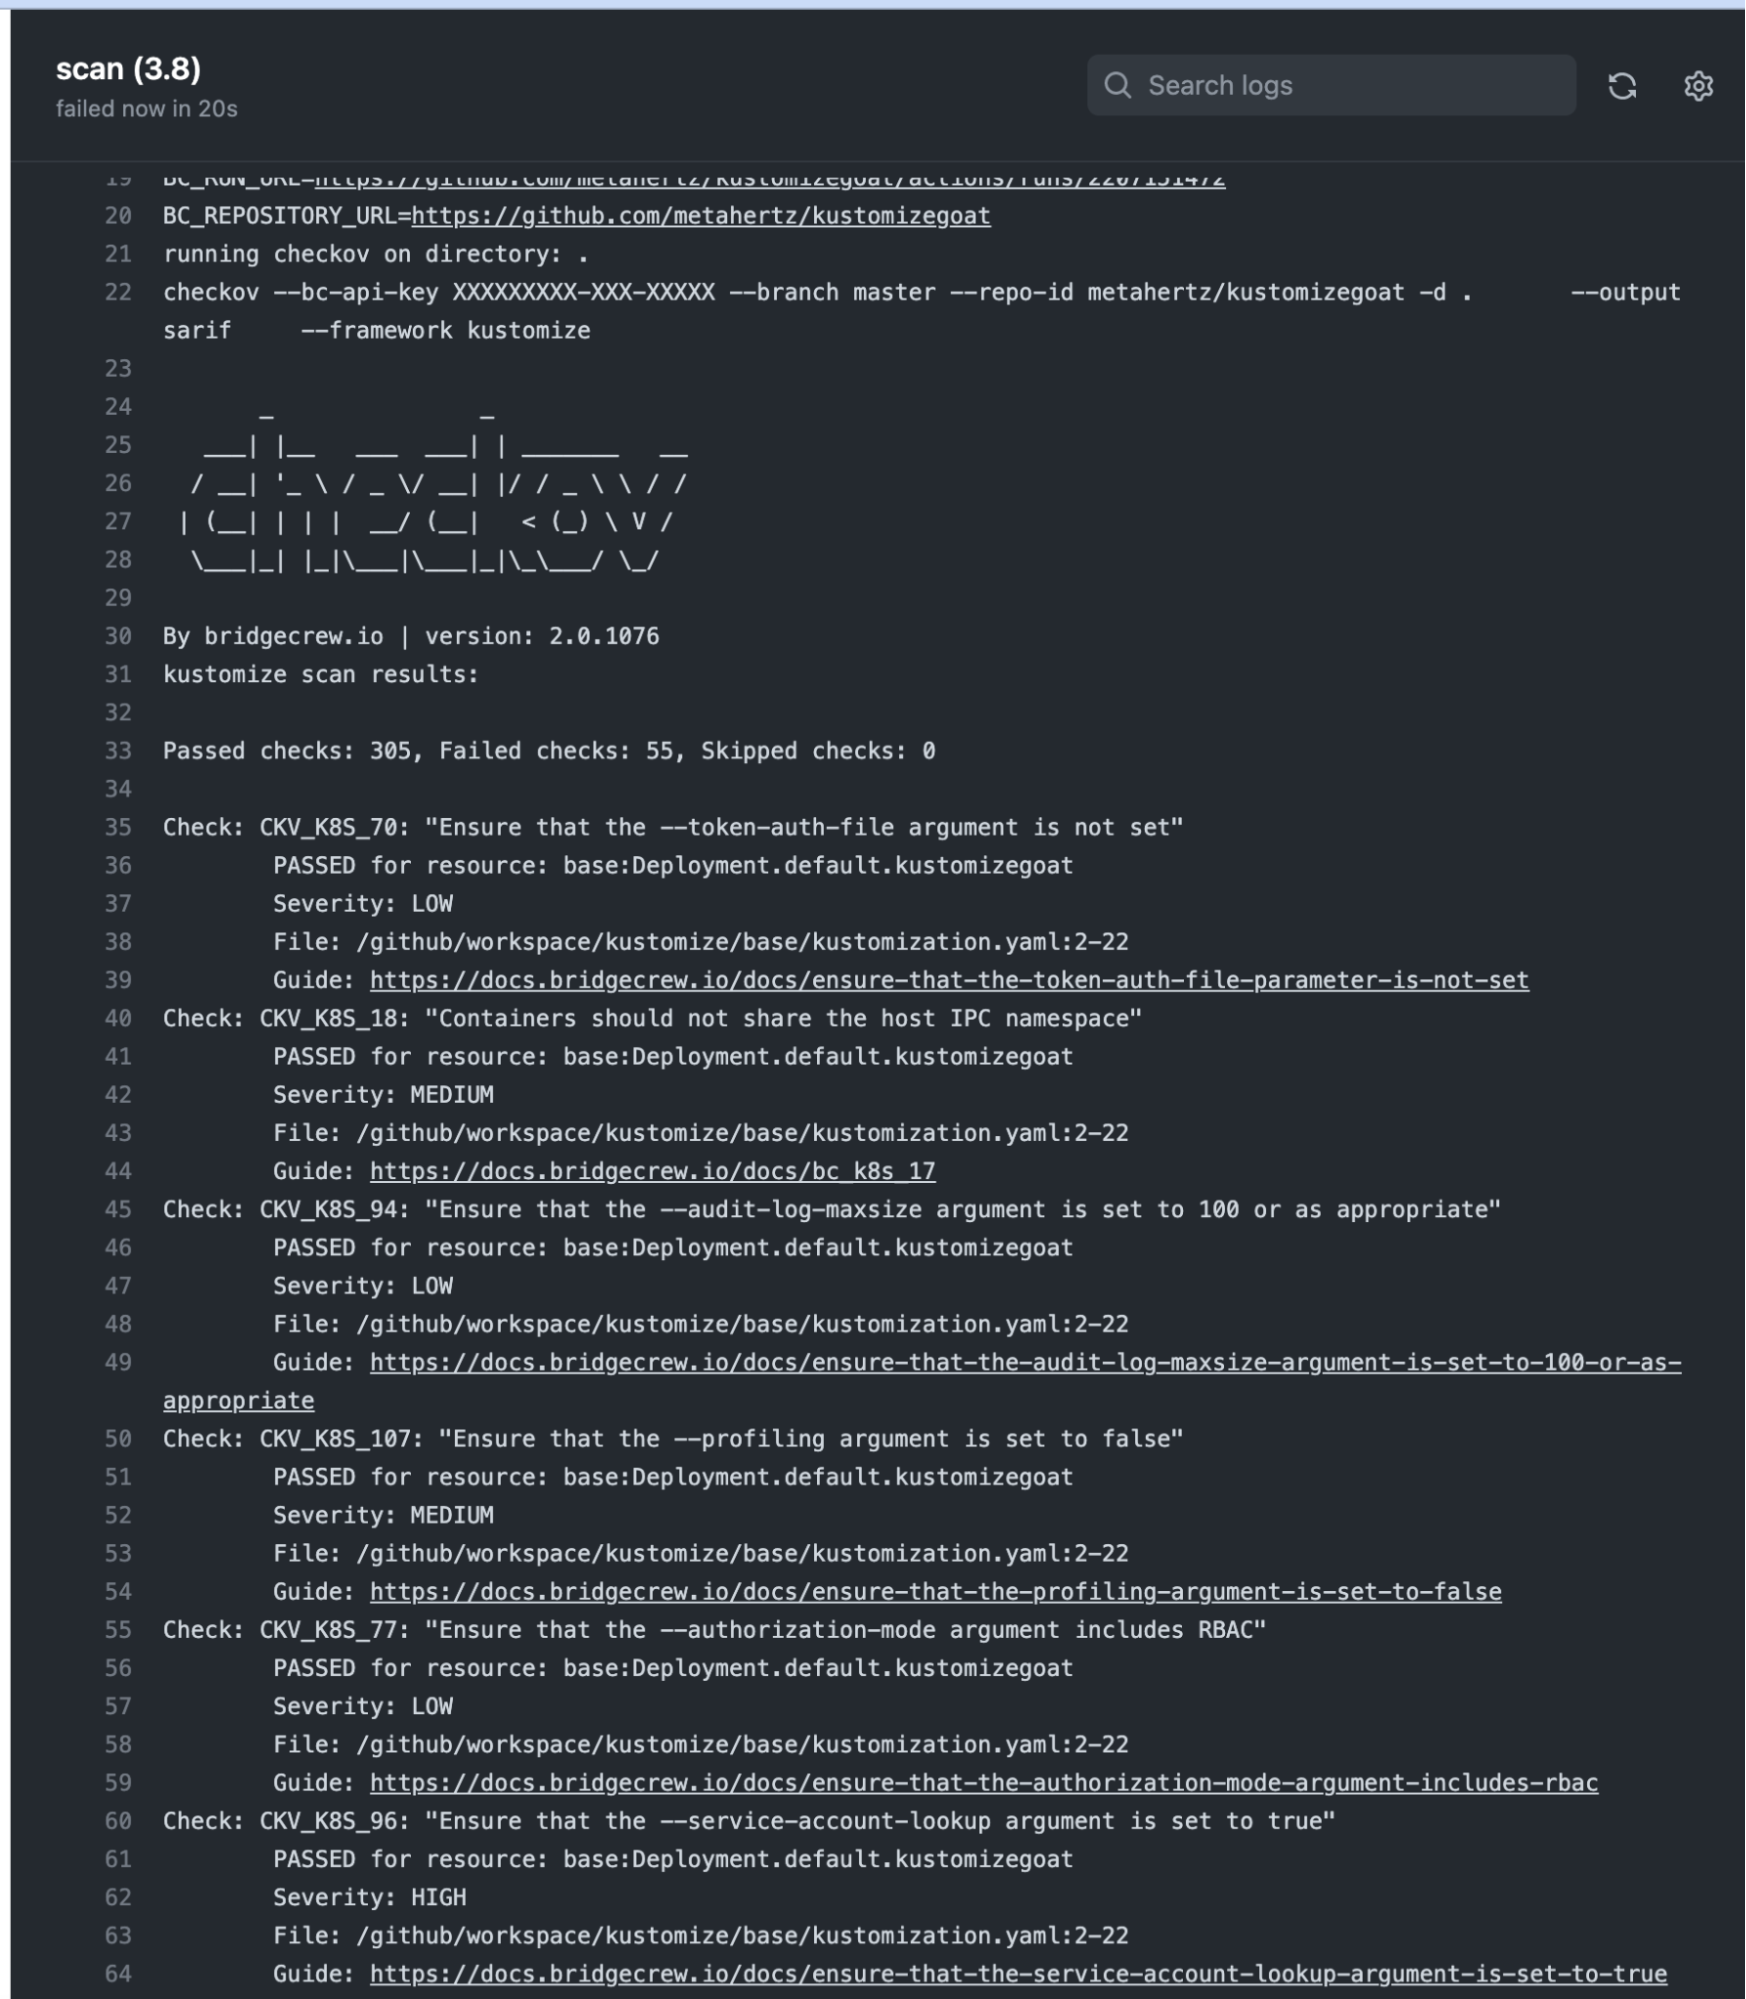 scan (3.8)
failed now in 20s
Search logs
19 BC_RUN_URL=https://github.com/metahertz/kustomizegoat/actions/runs/2207151472
20 BC_REPOSITORY_URL=https://github.com/metahertz/kustomizegoat
21 running checkov on directory: .
22 checkov --bc-api-key XXXXXXXXX-XXX-XXXXX --branch master --repo-id metahertz/kustomizegoat -d .       --output
sarif     --framework kustomize
23
24        _               _
25    ___| |__   ___  ___| | _______   __
26   / __| '_ \ / _ \/ __| |/ / _ \ \ / /
27  | (__| | | |  __/ (__|   < (_) \ V /
28   \___|_| |_|\___|\___|_|\_\___/ \_/
29
30 By bridgecrew.io | version: 2.0.1076
31 kustomize scan results:
32
33 Passed checks: 305, Failed checks: 55, Skipped checks: 0
34
35 Check: CKV_K8S_70: "Ensure that the --token-auth-file argument is not set"
36         PASSED for resource: base:Deployment.default.kustomizegoat
37         Severity: LOW
38         File: /github/workspace/kustomize/base/kustomization.yaml:2-22
39         Guide: https://docs.bridgecrew.io/docs/ensure-that-the-token-auth-file-parameter-is-not-set
40 Check: CKV_K8S_18: "Containers should not share the host IPC namespace"
41         PASSED for resource: base:Deployment.default.kustomizegoat
42         Severity: MEDIUM
43         File: /github/workspace/kustomize/base/kustomization.yaml:2-22
44         Guide: https://docs.bridgecrew.io/docs/bc_k8s_17
45 Check: CKV_K8S_94: "Ensure that the --audit-log-maxsize argument is set to 100 or as appropriate"
46         PASSED for resource: base:Deployment.default.kustomizegoat
47         Severity: LOW
48         File: /github/workspace/kustomize/base/kustomization.yaml:2-22
49         Guide: https://docs.bridgecrew.io/docs/ensure-that-the-audit-log-maxsize-argument-is-set-to-100-or-as-
appropriate
50 Check: CKV_K8S_107: "Ensure that the --profiling argument is set to false"
51         PASSED for resource: base:Deployment.default.kustomizegoat
52         Severity: MEDIUM
53         File: /github/workspace/kustomize/base/kustomization.yaml:2-22
54         Guide: https://docs.bridgecrew.io/docs/ensure-that-the-profiling-argument-is-set-to-false
55 Check: CKV_K8S_77: "Ensure that the --authorization-mode argument includes RBAC"
56         PASSED for resource: base:Deployment.default.kustomizegoat
57         Severity: LOW
58         File: /github/workspace/kustomize/base/kustomization.yaml:2-22
59         Guide: https://docs.bridgecrew.io/docs/ensure-that-the-authorization-mode-argument-includes-rbac
60 Check: CKV_K8S_96: "Ensure that the --service-account-lookup argument is set to true"
61         PASSED for resource: base:Deployment.default.kustomizegoat
62         Severity: HIGH
63         File: /github/workspace/kustomize/base/kustomization.yaml:2-22
64         Guide: https://docs.bridgecrew.io/docs/ensure-that-the-service-account-lookup-argument-is-set-to-true